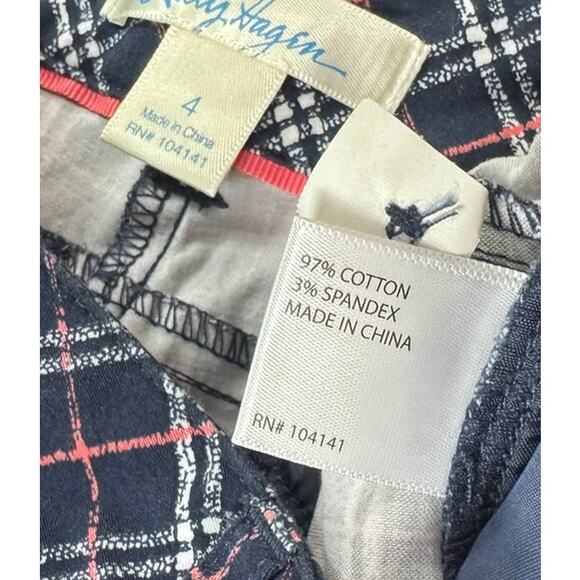 Hagen
4
Made in China
RN# 104141
97% COTTON
3% SPANDEX
MADE IN CHINA
RN# 104141